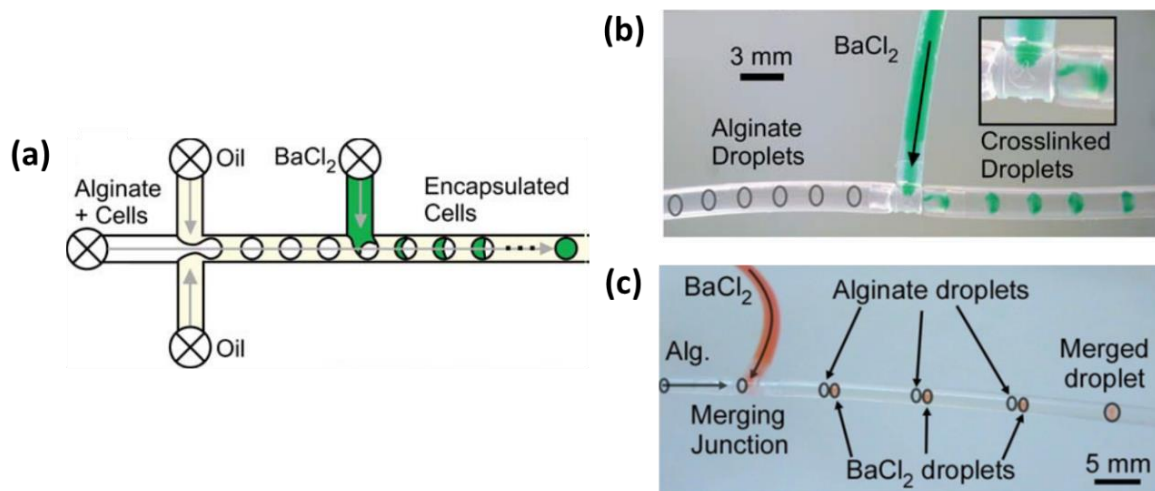 (a)
Oil
BaCl2
Alginate
+ Cells
Encapsulated
Cells
Oil
(b)
BaCl2
3 mm
Alginate
Droplets
Crosslinked
Droplets
(c)
BaCl2
Alginate droplets
Alg.
Merged
droplet
Merging
Junction
BaCl2 droplets
5 mm